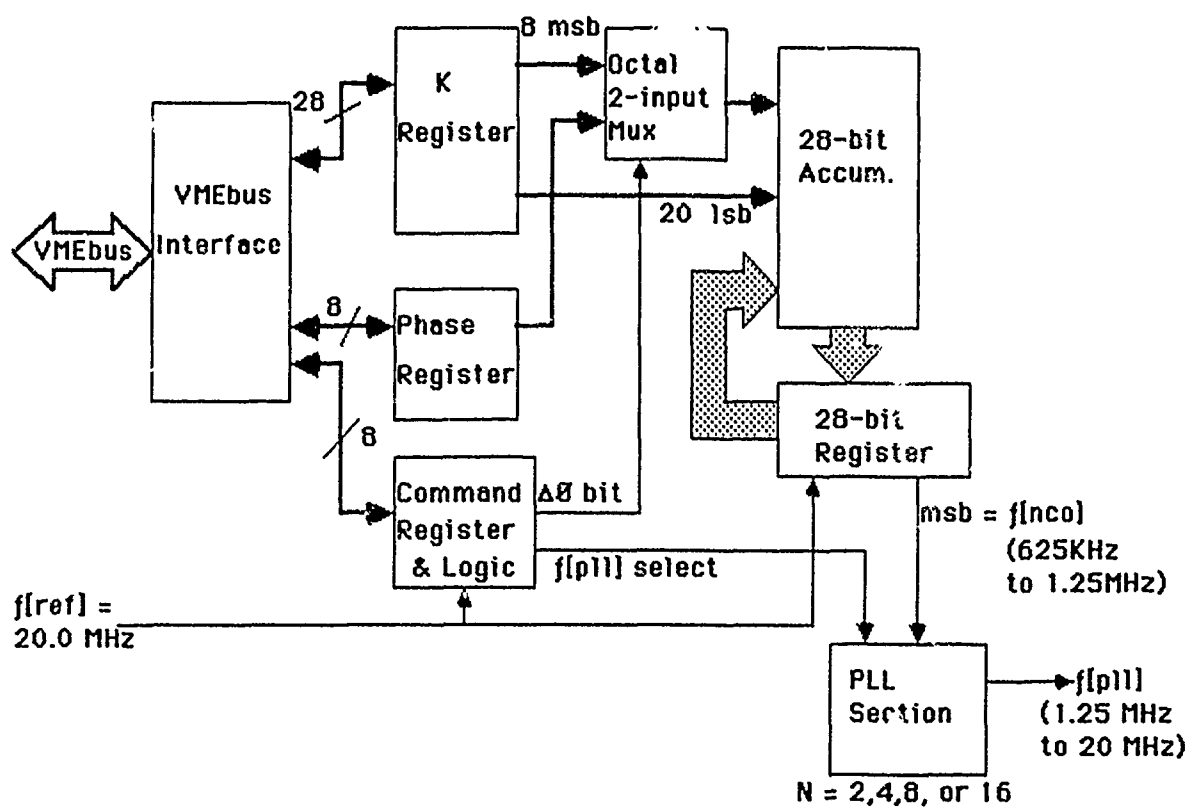 8 msb
K
Register
Octal
2-input
Mux
28
28-bit
Accum.
VMEbus
Interface
VMEbus
20 lsb
8
Phase
Register
28-bit
Register
8
Command
Register
& Logic
ΔØ bit
msb = ƒ[nco]
(625KHz
to 1.25MHz)
ƒ[pll] select
ƒ[ref] =
20.0 MHz
PLL
Section
ƒ[pll]
(1.25 MHz
to 20 MHz)
N = 2,4,8, or 16